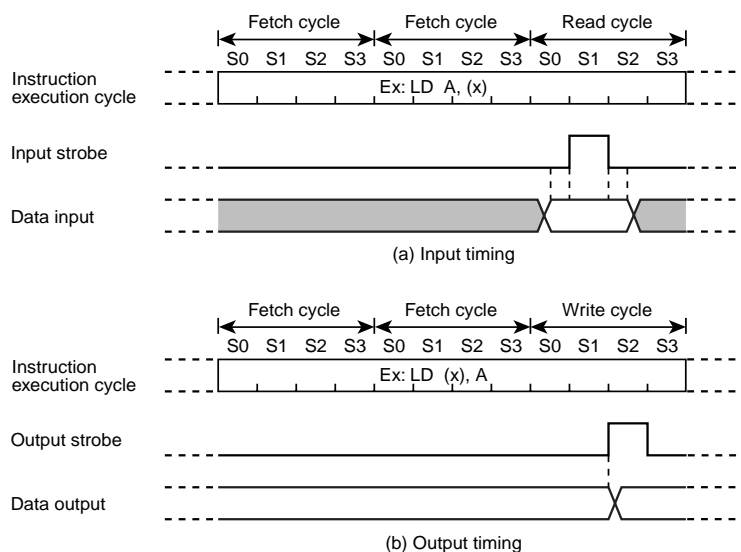 Fetch cycle Fetch cycle Read cycle
S0 S1 S2 S3 S0 S1 S2 S3 S0 S1 S2 S3
Instruction
execution cycle
Ex: LD A, (x)
Input strobe
Data input
(a) Input timing
Fetch cycle Fetch cycle Write cycle
S0 S1 S2 S3 S0 S1 S2 S3 S0 S1 S2 S3
Instruction
execution cycle
Ex: LD (x), A
Output strobe
Data output
(b) Output timing